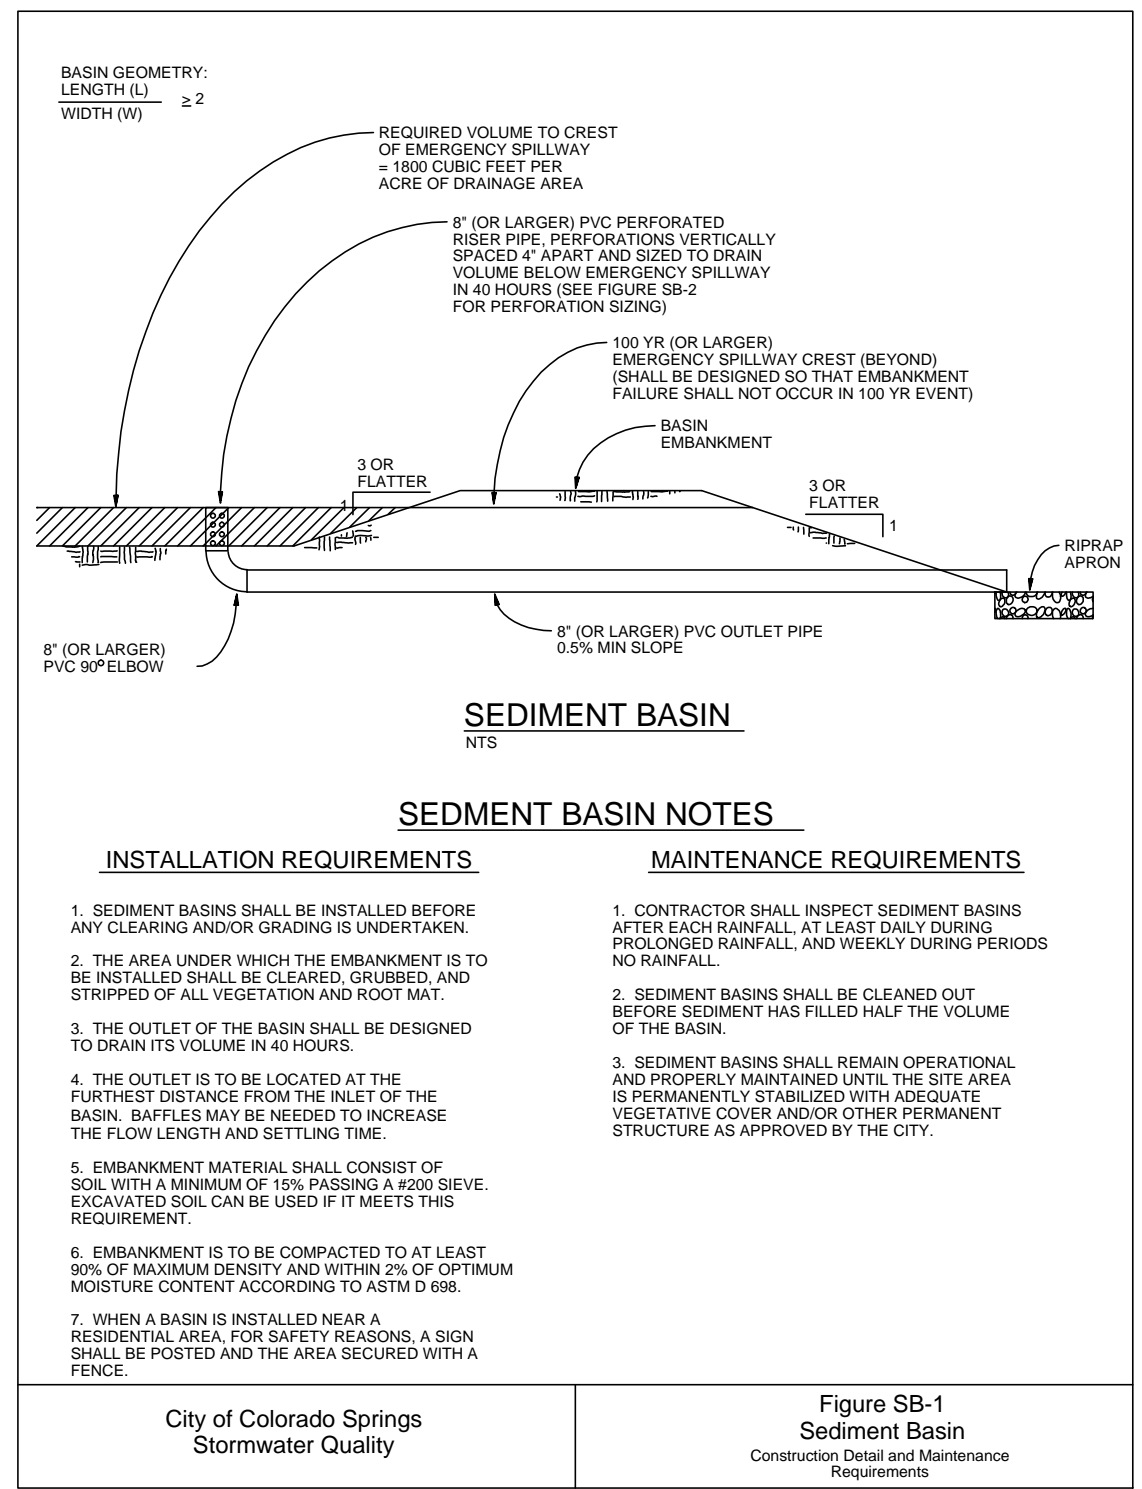 BASIN GEOMETRY:
LENGTH (L)
WIDTH (W)
≥ 2
REQUIRED VOLUME TO CREST
OF EMERGENCY SPILLWAY
= 1800 CUBIC FEET PER
ACRE OF DRAINAGE AREA
8" (OR LARGER) PVC PERFORATED
RISER PIPE, PERFORATIONS VERTICALLY
SPACED 4" APART AND SIZED TO DRAIN
VOLUME BELOW EMERGENCY SPILLWAY
IN 40 HOURS (SEE FIGURE SB-2
FOR PERFORATION SIZING)
100 YR (OR LARGER)
EMERGENCY SPILLWAY CREST (BEYOND)
(SHALL BE DESIGNED SO THAT EMBANKMENT
FAILURE SHALL NOT OCCUR IN 100 YR EVENT)
BASIN
EMBANKMENT
3 OR
FLATTER
1
3 OR
FLATTER
1
RIPRAP
APRON
8" (OR LARGER) PVC OUTLET PIPE
0.5% MIN SLOPE
8" (OR LARGER)
PVC 90° ELBOW
SEDIMENT BASIN
NTS
SEDMENT BASIN NOTES
INSTALLATION REQUIREMENTS
1. SEDIMENT BASINS SHALL BE INSTALLED BEFORE
ANY CLEARING AND/OR GRADING IS UNDERTAKEN.
2. THE AREA UNDER WHICH THE EMBANKMENT IS TO
BE INSTALLED SHALL BE CLEARED, GRUBBED, AND
STRIPPED OF ALL VEGETATION AND ROOT MAT.
3. THE OUTLET OF THE BASIN SHALL BE DESIGNED
TO DRAIN ITS VOLUME IN 40 HOURS.
4. THE OUTLET IS TO BE LOCATED AT THE
FURTHEST DISTANCE FROM THE INLET OF THE
BASIN. BAFFLES MAY BE NEEDED TO INCREASE
THE FLOW LENGTH AND SETTLING TIME.
5. EMBANKMENT MATERIAL SHALL CONSIST OF
SOIL WITH A MINIMUM OF 15% PASSING A #200 SIEVE.
EXCAVATED SOIL CAN BE USED IF IT MEETS THIS
REQUIREMENT.
6. EMBANKMENT IS TO BE COMPACTED TO AT LEAST
90% OF MAXIMUM DENSITY AND WITHIN 2% OF OPTIMUM
MOISTURE CONTENT ACCORDING TO ASTM D 698.
7. WHEN A BASIN IS INSTALLED NEAR A
RESIDENTIAL AREA, FOR SAFETY REASONS, A SIGN
SHALL BE POSTED AND THE AREA SECURED WITH A
FENCE.
MAINTENANCE REQUIREMENTS
1. CONTRACTOR SHALL INSPECT SEDIMENT BASINS
AFTER EACH RAINFALL, AT LEAST DAILY DURING
PROLONGED RAINFALL, AND WEEKLY DURING PERIODS
NO RAINFALL.
2. SEDIMENT BASINS SHALL BE CLEANED OUT
BEFORE SEDIMENT HAS FILLED HALF THE VOLUME
OF THE BASIN.
3. SEDIMENT BASINS SHALL REMAIN OPERATIONAL
AND PROPERLY MAINTAINED UNTIL THE SITE AREA
IS PERMANENTLY STABILIZED WITH ADEQUATE
VEGETATIVE COVER AND/OR OTHER PERMANENT
STRUCTURE AS APPROVED BY THE CITY.
City of Colorado Springs
Stormwater Quality
Figure SB-1
Sediment Basin
Construction Detail and Maintenance
Requirements